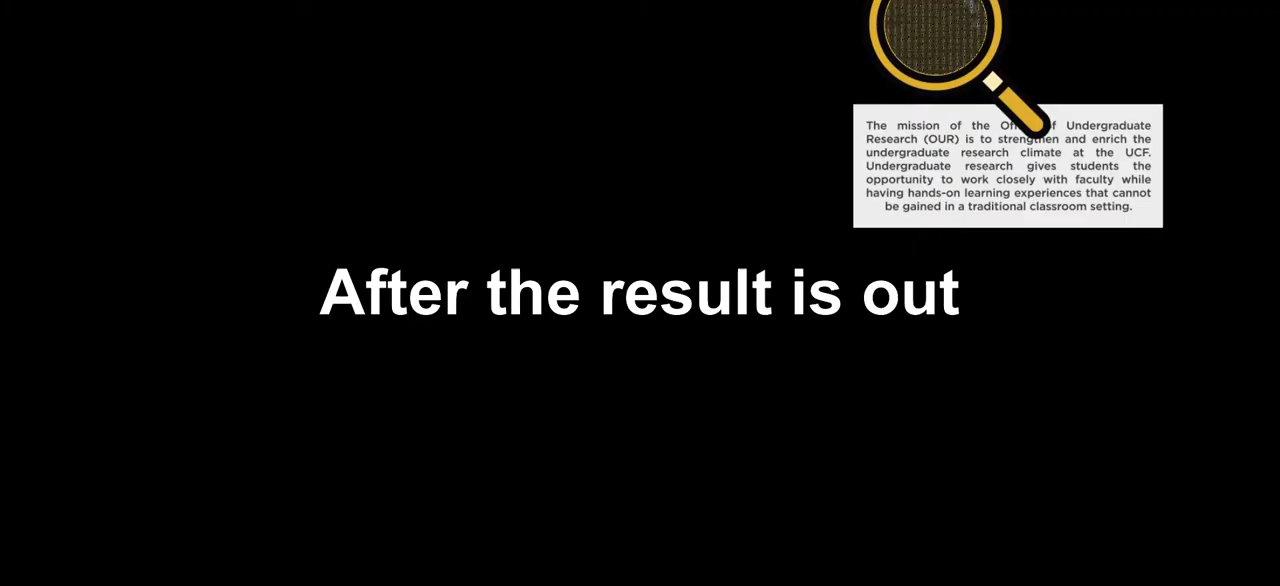 The mission of the Of Undergraduate
Research (OUR) is to strengthen and enrich the
undergraduate research climate at the UCF.
Undergraduate research gives students the
opportunity to work closely with faculty while
having hands-on learning experiences that cannot
be gained in a traditional classroom setting.
After the result is out